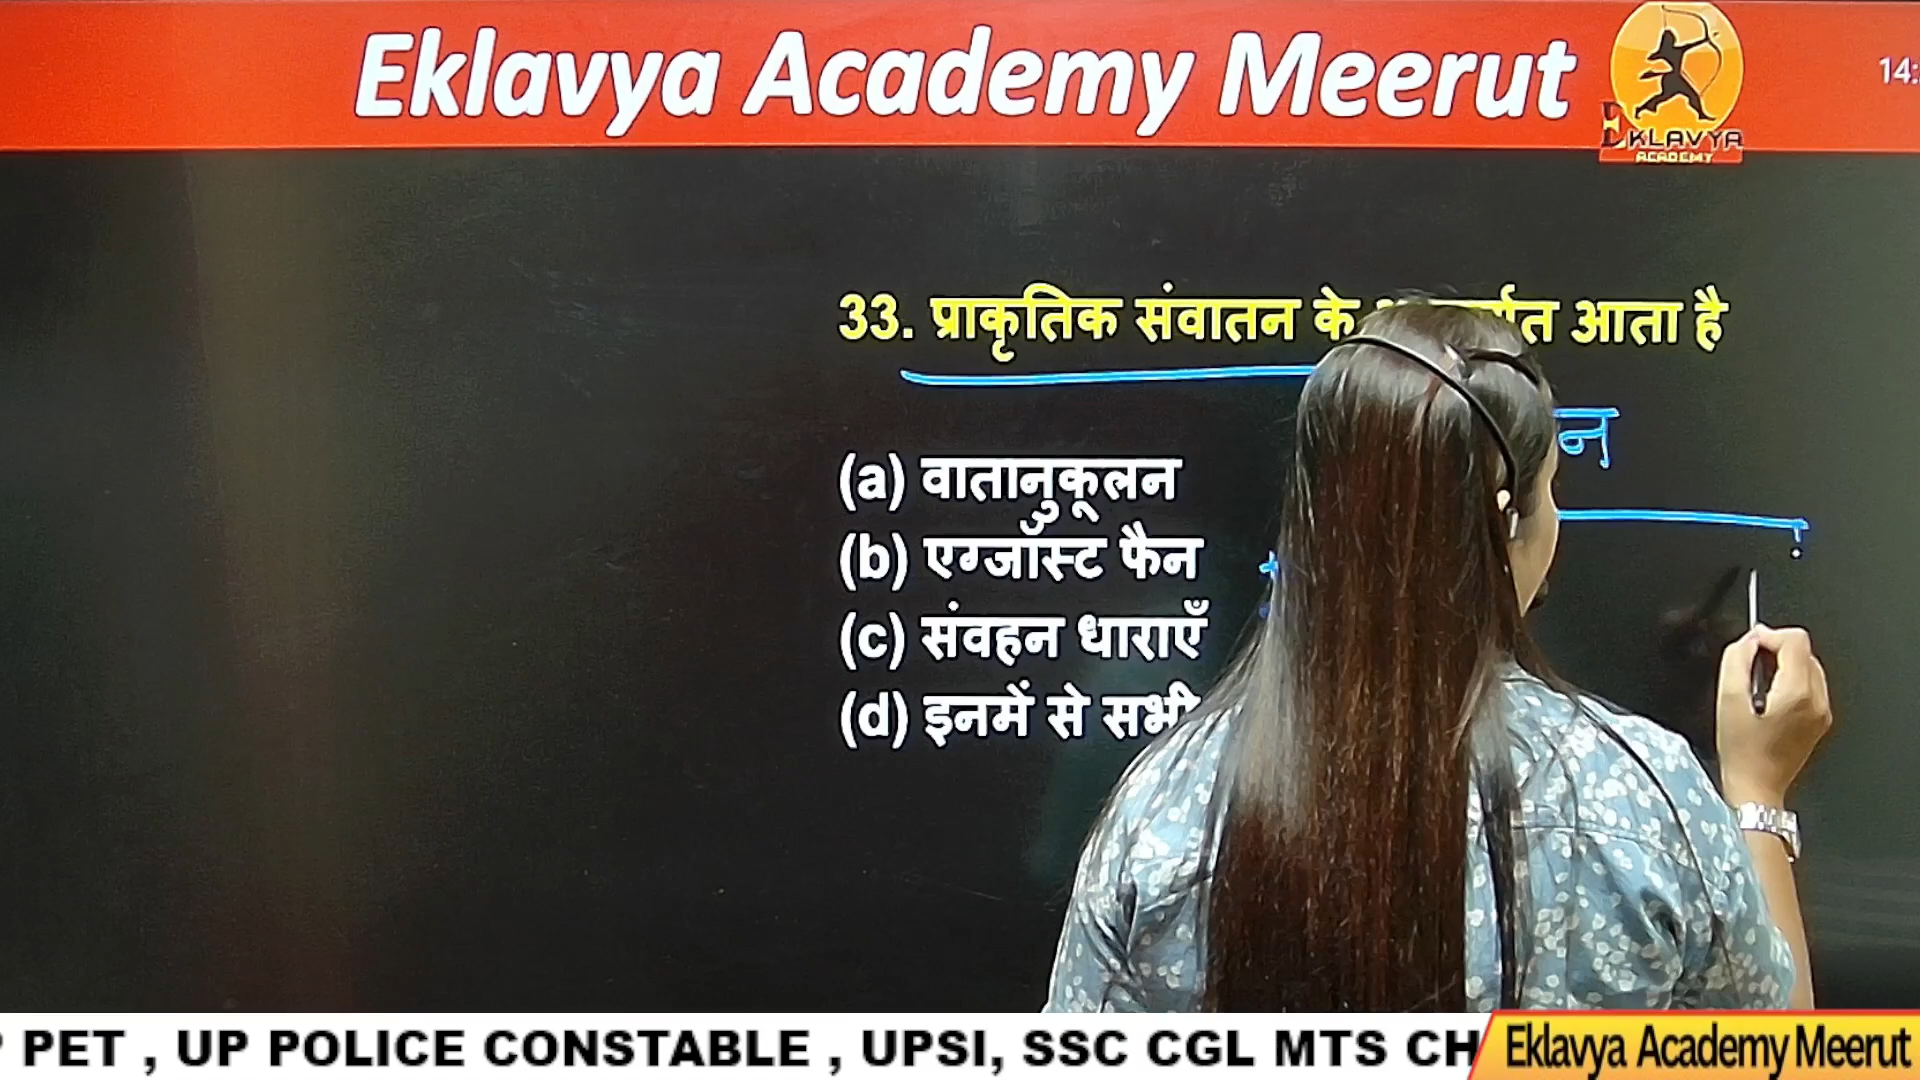 Eklavya Academy Meerut
EKLAVYA
ACADEMY
14:
33. प्राकृतिक संवातन के आता है
न
(a) वातानुकूलन
(b) एग्जॉस्ट फैन
(c) संवहन धाराएँ
(d) इनमें से सभी
PET , UP POLICE CONSTABLE , UPSI, SSC CGL MTS CH
Eklavya Academy Meerut